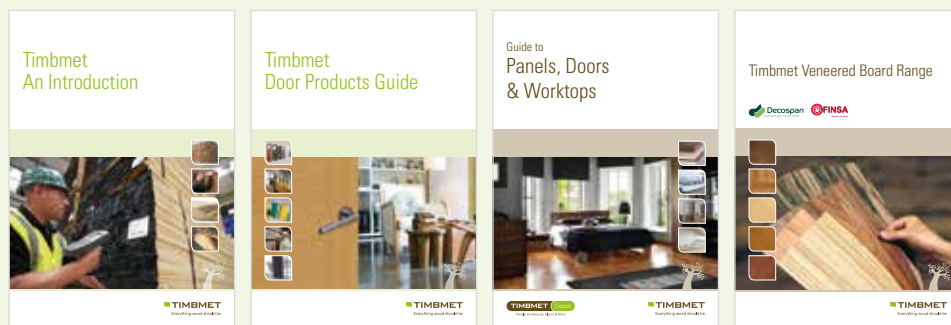 Timbmet
An Introduction
TIMBMET
Everything wood should be
Timbmet
Door Products Guide
TIMBMET
Everything wood should be
Guide to
Panels, Doors
& Worktops
TIMBMET Depot
TIMBMET
Everything wood should be
Timbmet Veneered Board Range
Decospan
FINSA
TIMBMET
Everything wood should be